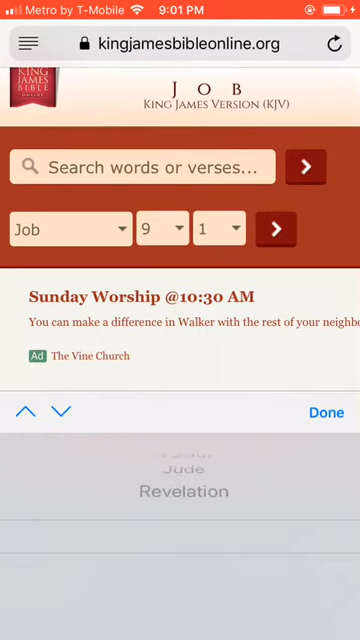 Metro by T-Mobile 9:01 PM
kingjamesbibleonline.org
KING
JAMES
BIBLE
ONLINE
JOB
KING JAMES VERSION (KJV)
Search words or verses...
Job 9 1
Sunday Worship @10:30 AM
You can make a difference in Walker with the rest of your neighbo
Ad The Vine Church
Done
Jude
Revelation